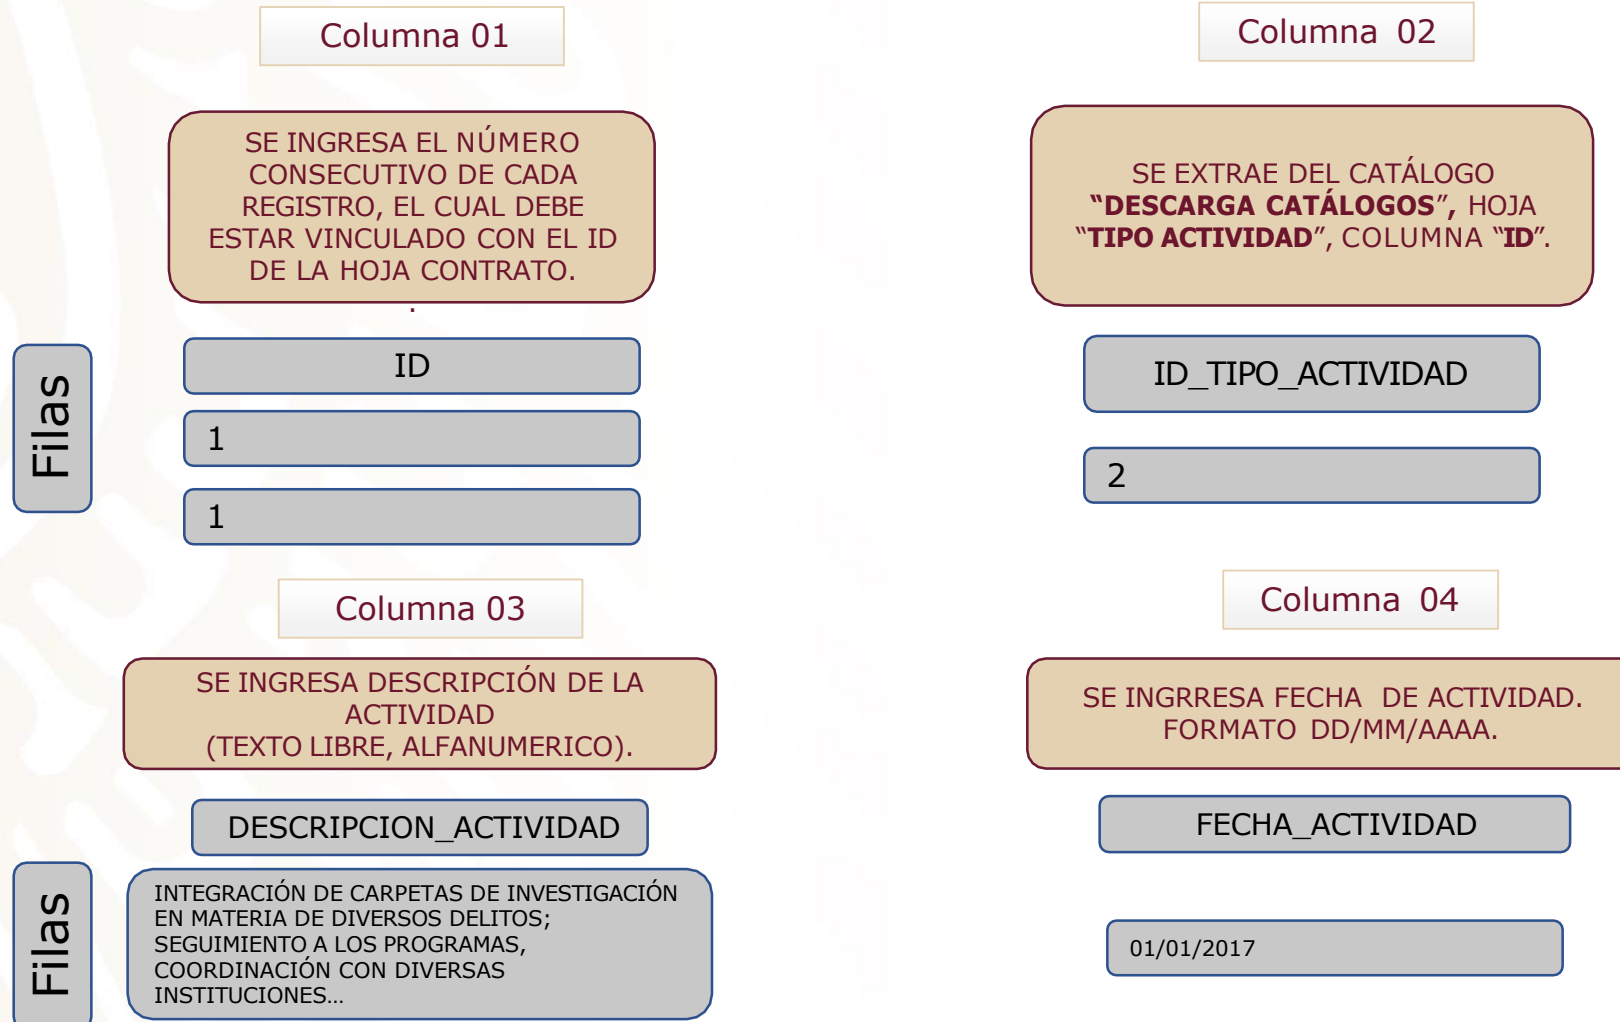 Columna 01
SE INGRESA EL NÚMERO
CONSECUTIVO DE CADA
REGISTRO, EL CUAL DEBE
ESTAR VINCULADO CON EL ID
DE LA HOJA CONTRATO.
.
Filas
ID
1
1
Columna 02
SE EXTRAE DEL CATÁLOGO
“DESCARGA CATÁLOGOS”, HOJA
“TIPO ACTIVIDAD”, COLUMNA “ID”.
ID_TIPO_ACTIVIDAD
2
Columna 03
SE INGRESA DESCRIPCIÓN DE LA
ACTIVIDAD
(TEXTO LIBRE, ALFANUMERICO).
Filas
DESCRIPCION_ACTIVIDAD
INTEGRACIÓN DE CARPETAS DE INVESTIGACIÓN
EN MATERIA DE DIVERSOS DELITOS;
SEGUIMIENTO A LOS PROGRAMAS,
COORDINACIÓN CON DIVERSAS
INSTITUCIONES…
Columna 04
SE INGRRESA FECHA DE ACTIVIDAD.
FORMATO DD/MM/AAAA.
FECHA_ACTIVIDAD
01/01/2017